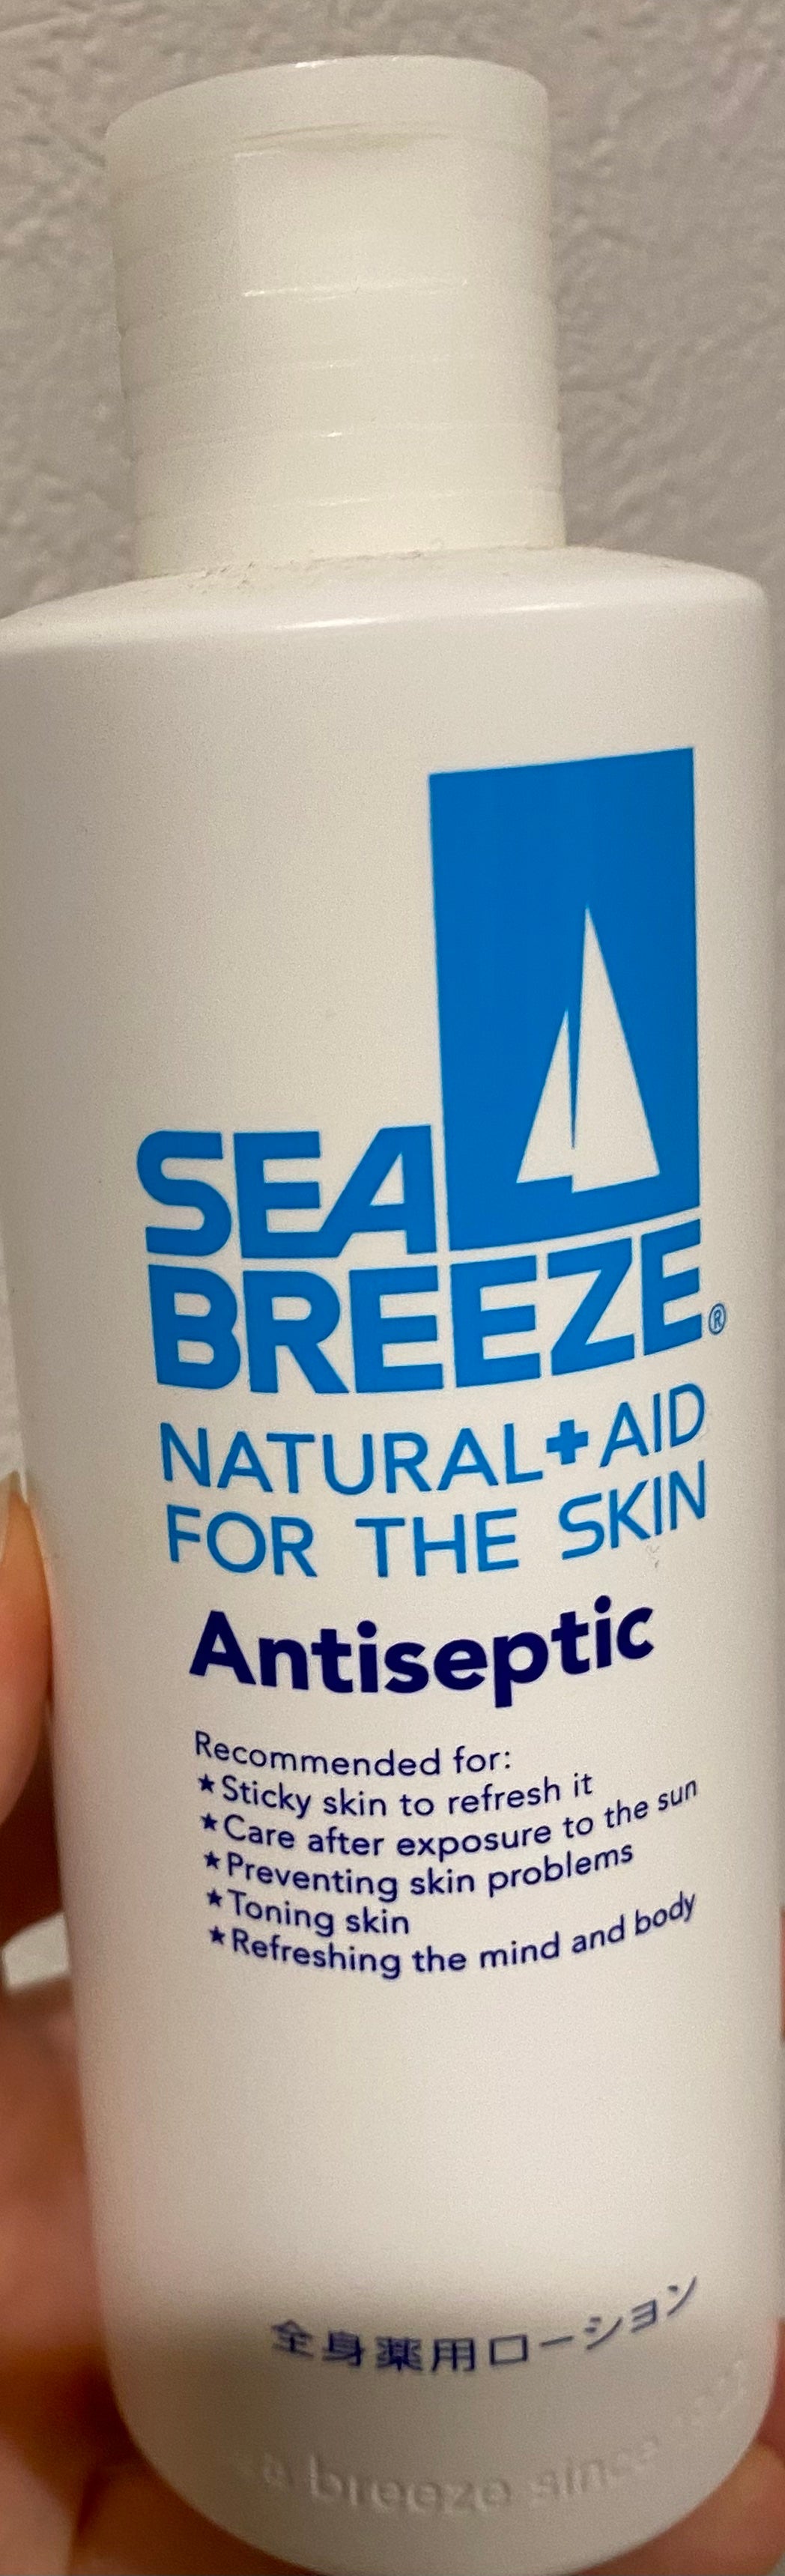 SEA
BREEZE®
NATURAL+AID
FOR THE SKIN
Antiseptic
Recommended for:
★Sticky skin to refresh it
★Care after exposure to the sun
★Preventing skin problems
★Toning skin
★Refreshing the mind and body
全身薬用ローション
breeze since